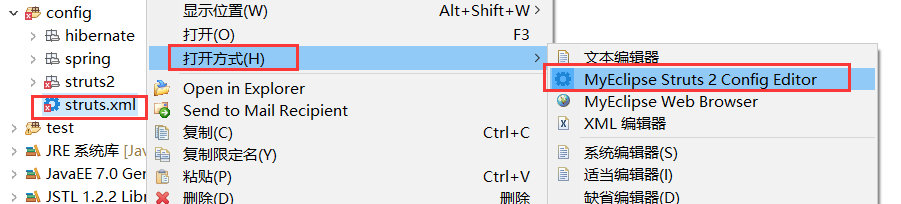 config
hibernate
spring
struts2
struts.xml
test
JRE 系统库 [Jav
JavaEE 7.0 Gen
JSTL 1.2.2 Libr
显示位置(W) Alt+Shift+W
打开(O) F3
打开方式(H)
Open in Explorer
Send to Mail Recipient
复制(C) Ctrl+C
复制限定名(Y)
粘贴(P) Ctrl+V
删除(D) 删除
文本编辑器
MyEclipse Struts 2 Config Editor
MyEclipse Web Browser
XML 编辑器
系统编辑器(S)
适当编辑器(I)
缺省编辑器(D)